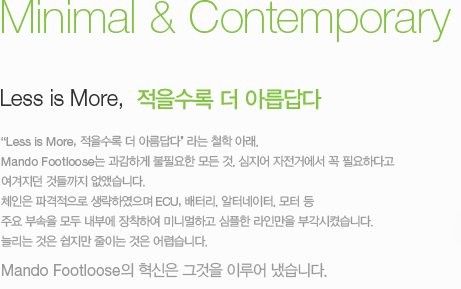 Minimal & Contemporary
Less is More, 적을수록 더 아름답다
“Less is More, 적을수록 더 아름답다” 라는 철학 아래,
Mando Footloose는 과감하게 불필요한 모든 것, 심지어 자전거에서 꼭 필요하다고
여겨지던 것들까지 없앴습니다.
체인은 파격적으로 생략하였으며 ECU, 배터리, 알터네이터, 모터 등
주요 부속을 모두 내부에 장착하여 미니멀하고 심플한 라인만을 부각시켰습니다.
늘리는 것은 쉽지만 줄이는 것은 어렵습니다.
Mando Footloose의 혁신은 그것을 이루어 냈습니다.